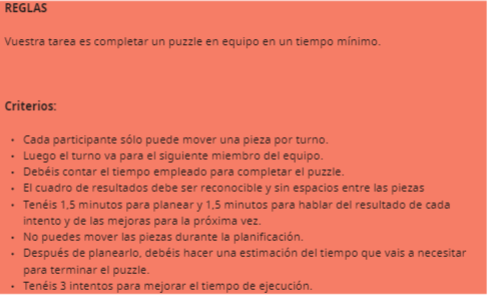 REGLAS
Vuestra tarea es completar un puzzle en equipo en un tiempo mínimo.
Criterios:
• Cada participante sólo puede mover una pieza por turno.
• Luego el turno va para el siguiente miembro del equipo.
• Debéis contar el tiempo empleado para completar el puzzle.
• El cuadro de resultados debe ser reconocible y sin espacios entre las piezas
• Tenéis 1,5 minutos para planear y 1,5 minutos para hablar del resultado de cada
intento y de las mejoras para la próxima vez.
• No puedes mover las piezas durante la planificación.
• Después de planearlo, debéis hacer una estimación del tiempo que vais a necesitar
para terminar el puzzle.
• Tenéis 3 intentos para mejorar el tiempo de ejecución.